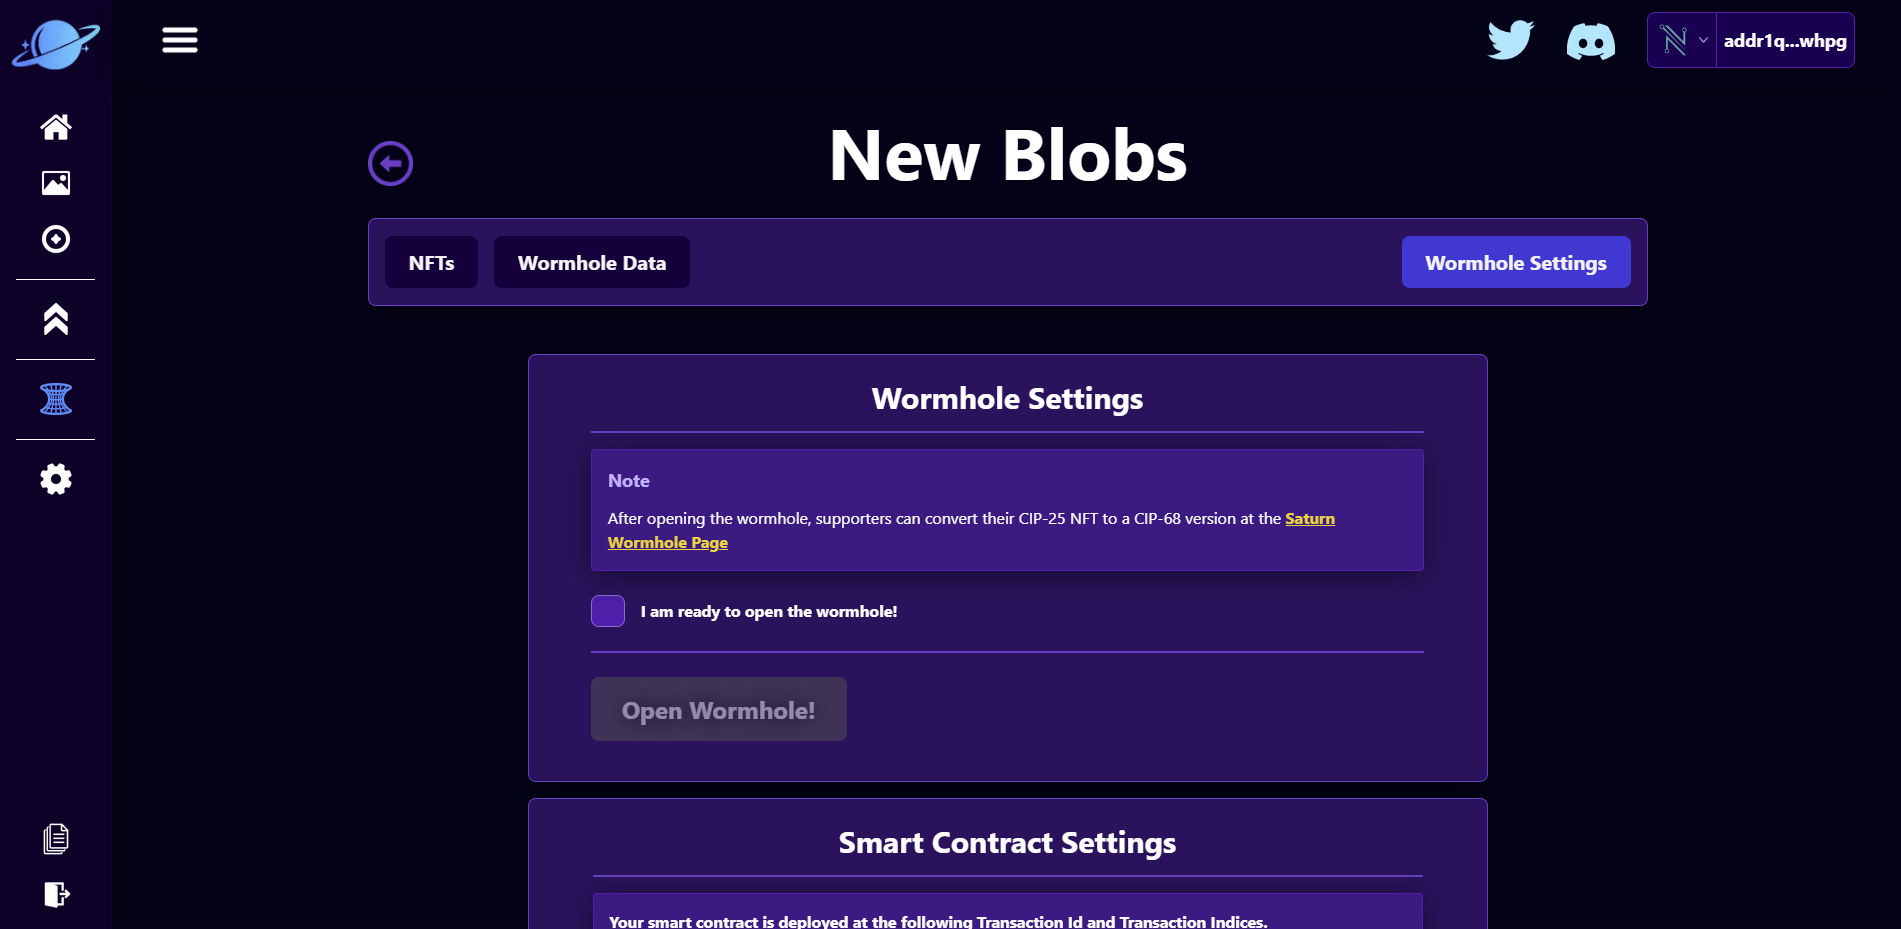 addr1q...whpg
New Blobs
NFTs
Wormhole Data
Wormhole Settings
Wormhole Settings
Note
After opening the wormhole, supporters can convert their CIP-25 NFT to a CIP-68 version at the Saturn
Wormhole Page
I am ready to open the wormhole!
Open Wormhole!
Smart Contract Settings
Your smart contract is deployed at the following Transaction Id and Transaction Indices.